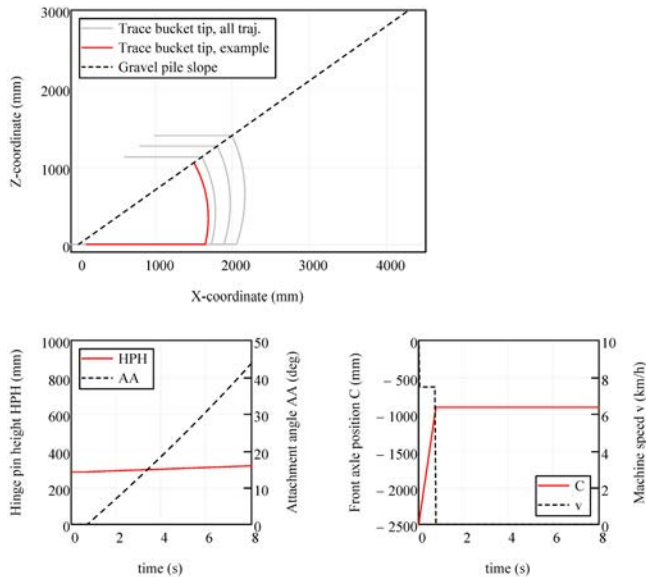 3000
Trace bucket tip, all traj.
Trace bucket tip, example
Gravel pile slope
2000
1000
0
Z-coordinate (mm)
0 1000 2000 3000 4000
X-coordinate (mm)
1000 50
HPH
AA
800 40
600 30
400 20
200 10
0 0
Hinge pin height HPH (mm)
Attachment angle AA (deg)
0 2 4 6 8
time (s)
0 10
− 500 8
− 1000 6
− 1500 4
− 2000 2
− 2500 0
C
v
Front axle position C (mm)
Machine speed v (km/h)
0 2 4 6 8
time (s)